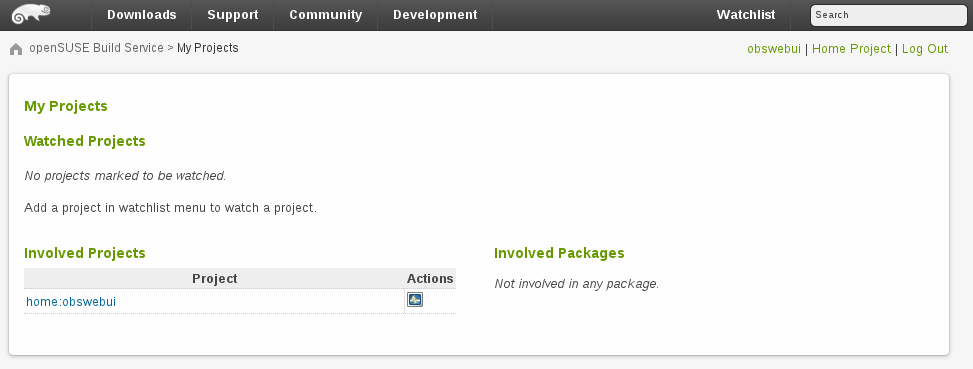 Downloads Support Community Development Watchlist Search
openSUSE Build Service > My Projects
obswebui | Home Project | Log Out
My Projects
Watched Projects
No projects marked to be watched.
Add a project in watchlist menu to watch a project.
Involved Projects
Project Actions
home:obswebui
Involved Packages
Not involved in any package.